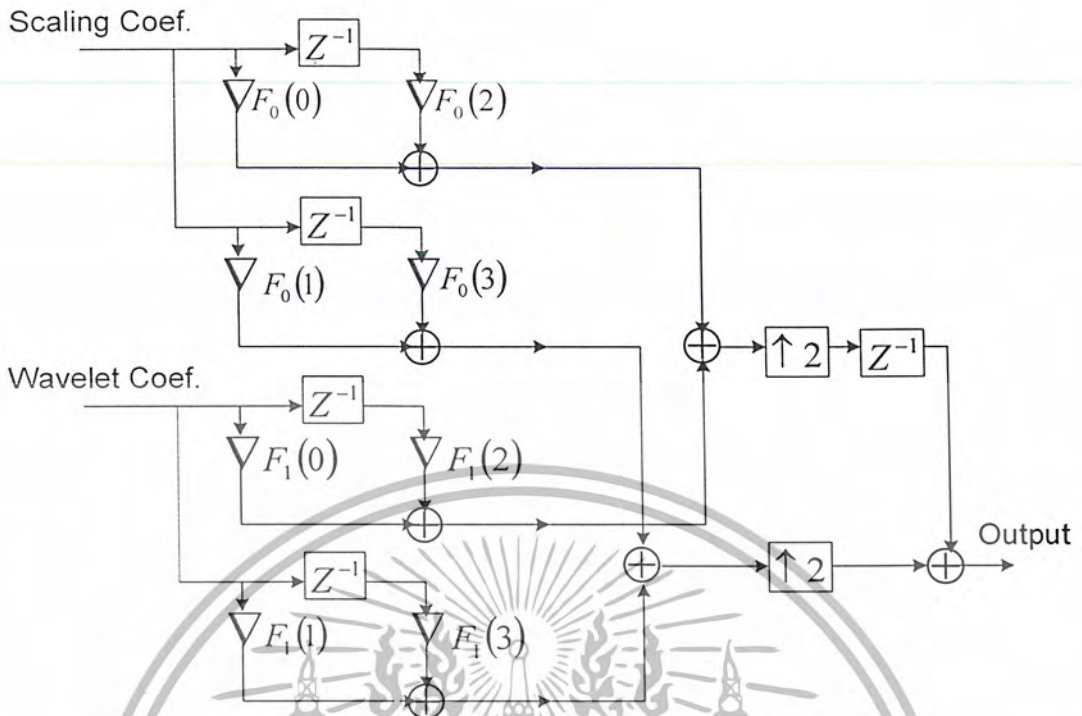 Scaling Coef.
Z⁻¹
F₀(0)
F₀(2)
Z⁻¹
F₀(1)
F₀(3)
↑ 2
Z⁻¹
Wavelet Coef.
Z⁻¹
F₁(0)
F₁(2)
Output
↑ 2
Z⁻¹
F₁(1)
F₁(3)